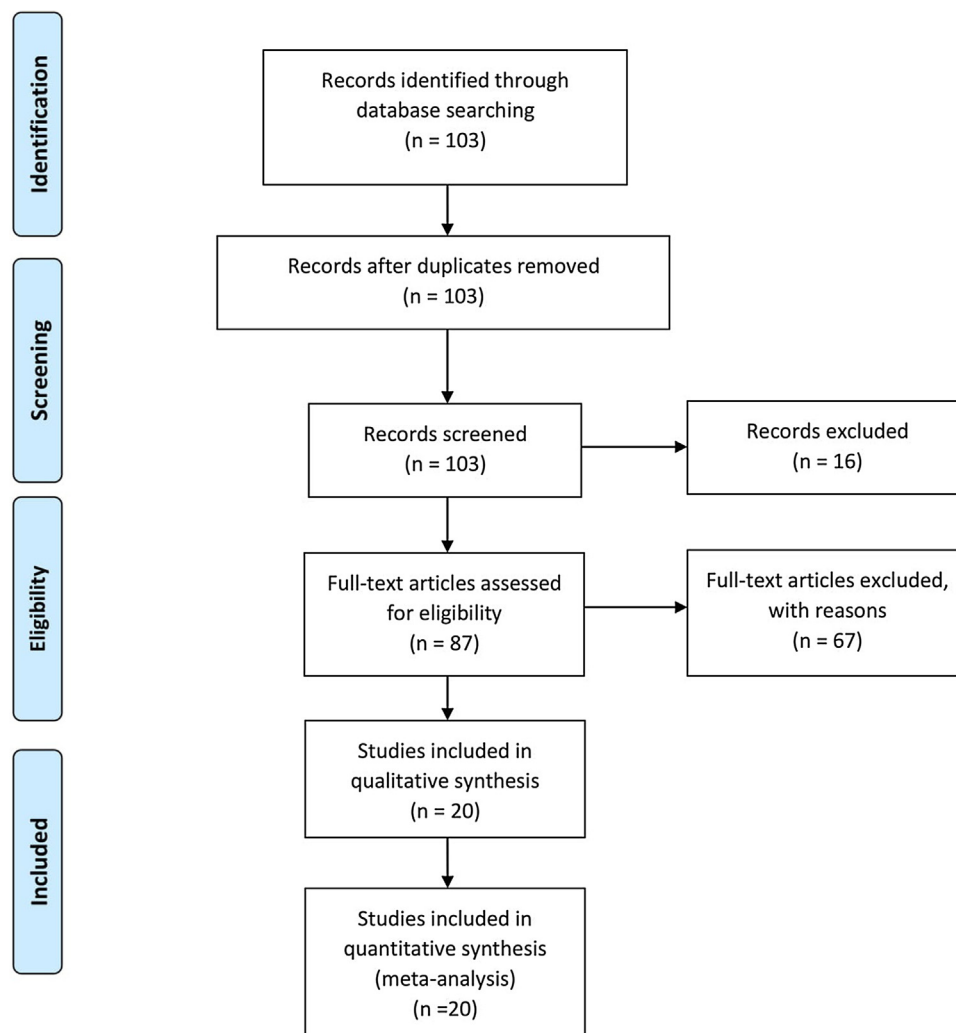 Identification
Records identified through
database searching
(n = 103)
Records after duplicates removed
(n = 103)
Screening
Records screened
(n = 103)
Records excluded
(n = 16)
Eligibility
Full-text articles assessed
for eligibility
(n = 87)
Full-text articles excluded,
with reasons
(n = 67)
Included
Studies included in
qualitative synthesis
(n = 20)
Studies included in
quantitative synthesis
(meta-analysis)
(n =20)